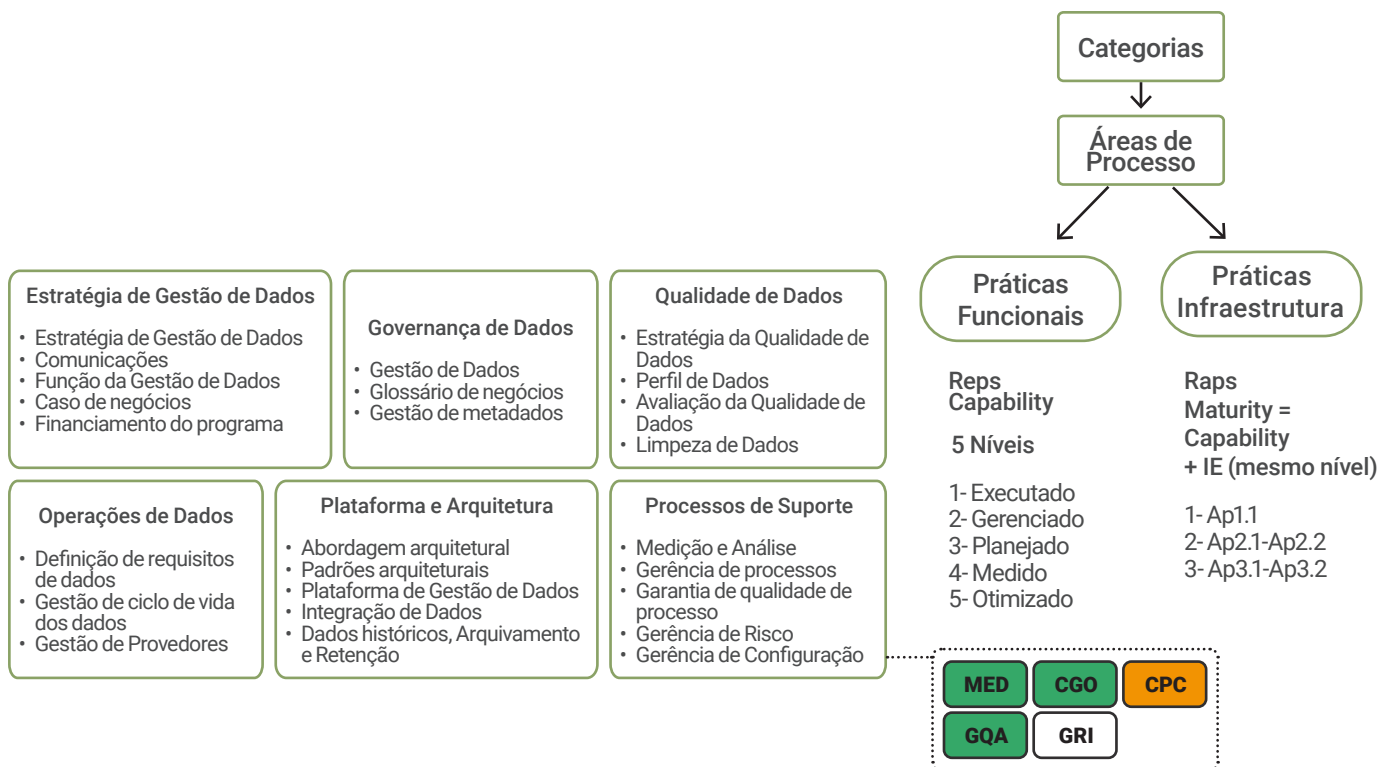 Categorias
Áreas de
Processo
Práticas
Funcionais
Práticas
Infraestrutura
Estratégia de Gestão de Dados
• Estratégia de Gestão de Dados
• Comunicações
• Função da Gestão de Dados
• Caso de negócios
• Financiamento do programa
Governança de Dados
• Gestão de Dados
• Glossário de negócios
• Gestão de metadados
Qualidade de Dados
• Estratégia da Qualidade de
Dados
• Perfil de Dados
• Avaliação da Qualidade de
Dados
• Limpeza de Dados
Reps
Capability
5 Níveis
1- Executado
2- Gerenciado
3- Planejado
4- Medido
5- Otimizado
Raps
Maturity =
Capability
+ IE (mesmo nível)
1- Ap1.1
2- Ap2.1-Ap2.2
3- Ap3.1-Ap3.2
Operações de Dados
• Definição de requisitos
de dados
• Gestão de ciclo de vida
dos dados
• Gestão de Provedores
Plataforma e Arquitetura
• Abordagem arquitetural
• Padrões arquiteturais
• Plataforma de Gestão de Dados
• Integração de Dados
• Dados históricos, Arquivamento
e Retenção
Processos de Suporte
• Medição e Análise
• Gerência de processos
• Garantia de qualidade de
processo
• Gerência de Risco
• Gerência de Configuração
MED CGO CPC
GQA GRI